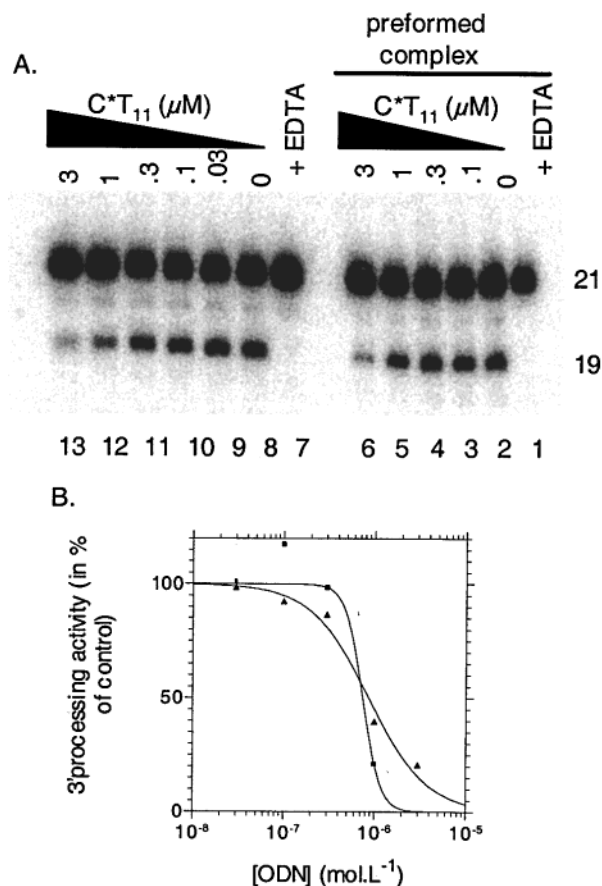 preformed
complex
A.
C*T₁₁ (µM)
+ EDTA
C*T₁₁ (µM)
+ EDTA
3 1 .3 .1 .03 0
3 1 .3 .1 0
21
19
13 12 11 10 9 8 7
6 5 4 3 2 1
B.
3'processing activity (in %
of control)
100
50
0
10⁻⁸ 10⁻⁷ 10⁻⁶ 10⁻⁵
[ODN] (mol.L⁻¹)